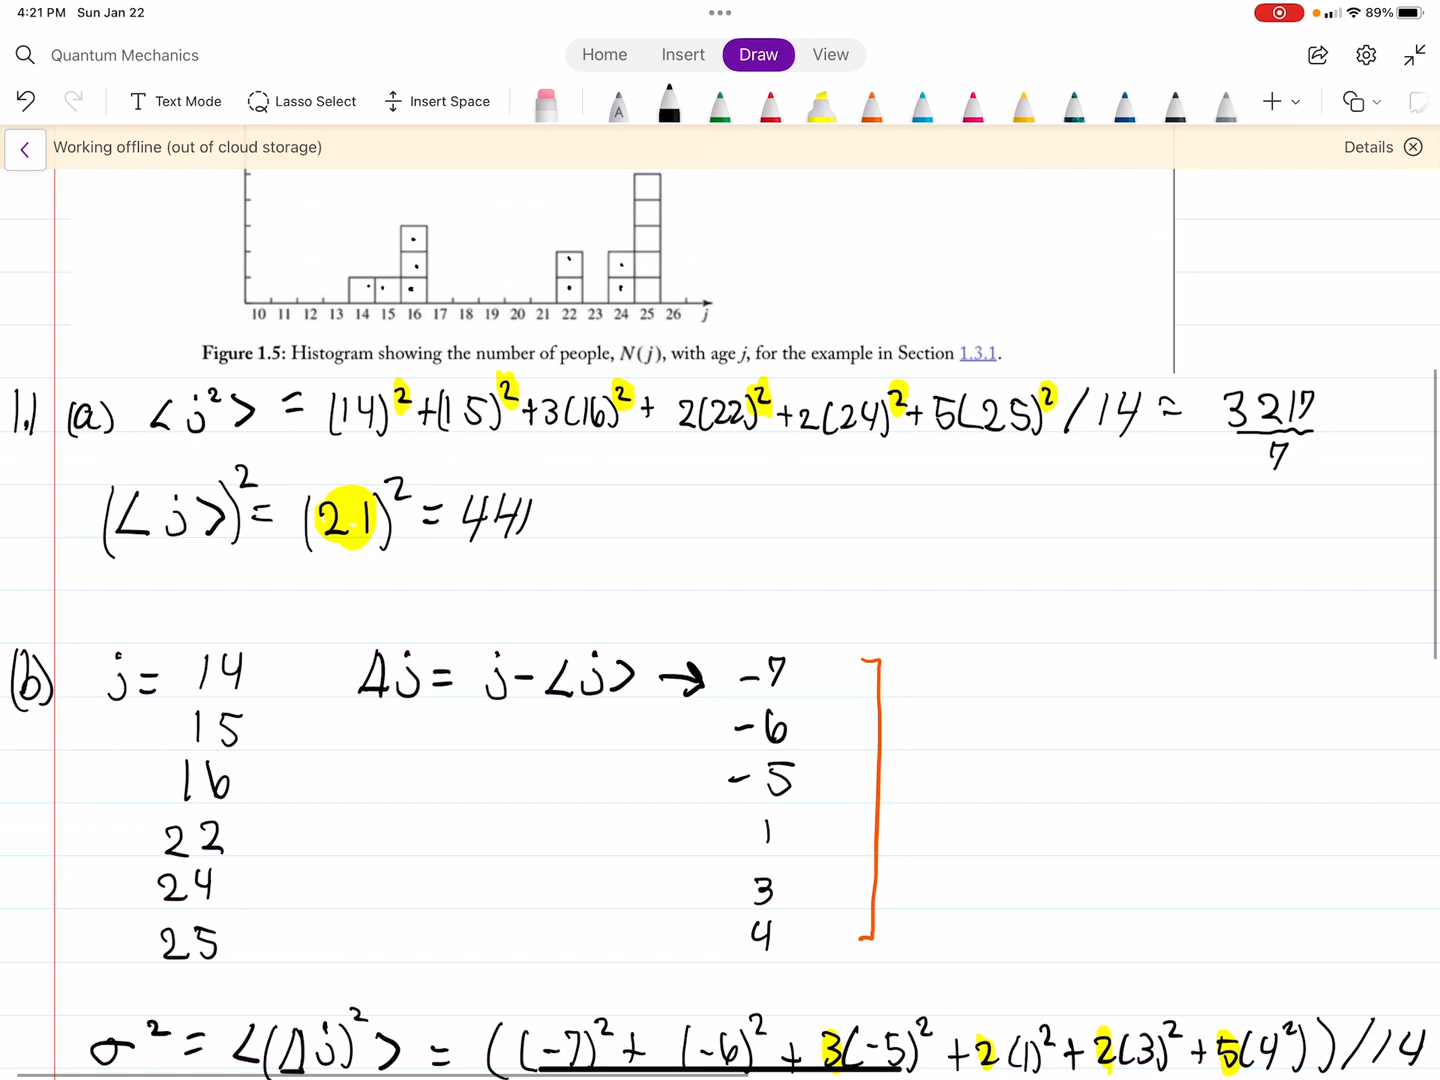 4:21 PM Sun Jan 22
89%
Quantum Mechanics
Home Insert Draw View
Text Mode Lasso Select Insert Space
A
Working offline (out of cloud storage)
Details
10 11 12 13 14 15 16 17 18 19 20 21 22 23 24 25 26 j
Figure 1.5: Histogram showing the number of people, N(j), with age j, for the example in Section 1.3.1.
1.1 (a) <j²> = (14)² + (15)² + 3(16)² + 2(22)² + 2(24)² + 5(25)² / 14 = 3217/7
(<j>)² = (21)² = 441
(b) j = 14 Δj = j - <j> → -7
15 -6
16 -5
22 1
24 3
25 4
σ² = <(Δj)²> = ((-7)² + (-6)² + 3(-5)² + 2(1)² + 2(3)² + 5(4²))/14